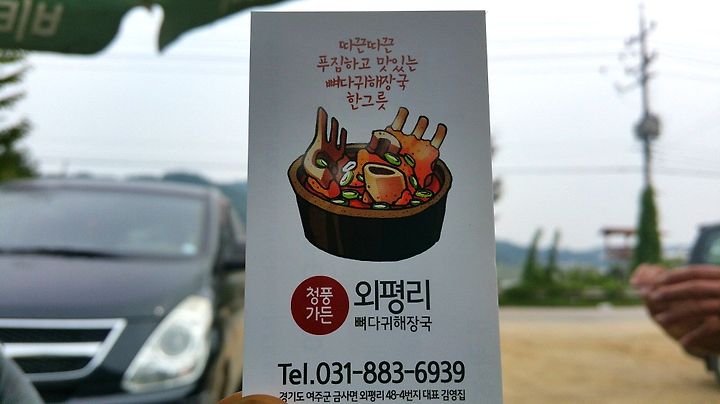 따끈따끈
푸짐하고 맛있는
뼈다귀해장국
한그릇
청풍
가든
외평리
뼈다귀해장국
Tel.031-883-6939
경기도 여주군 금사면 외평리 48-4번지 대표 김영집